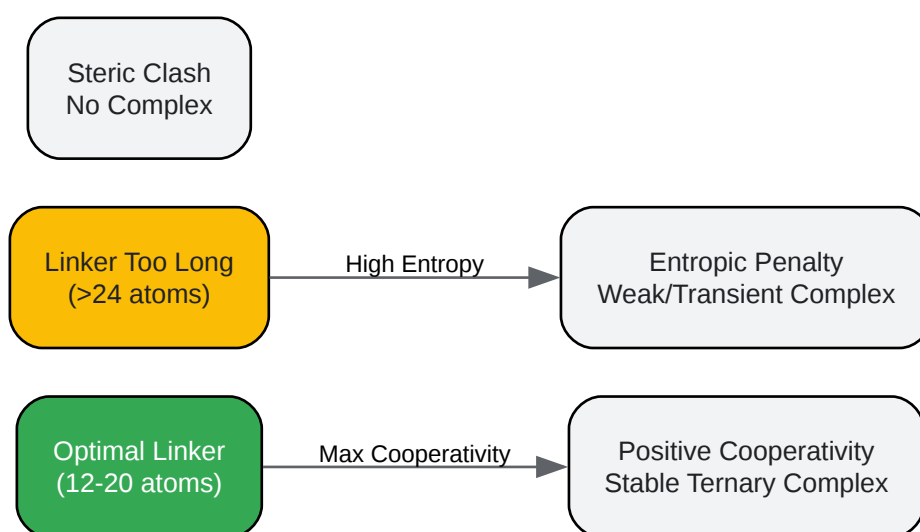 Steric Clash
No Complex
Linker Too Long
(>24 atoms)
High Entropy
Entropic Penalty
Weak/Transient Complex
Optimal Linker
(12-20 atoms)
Max Cooperativity
Positive Cooperativity
Stable Ternary Complex